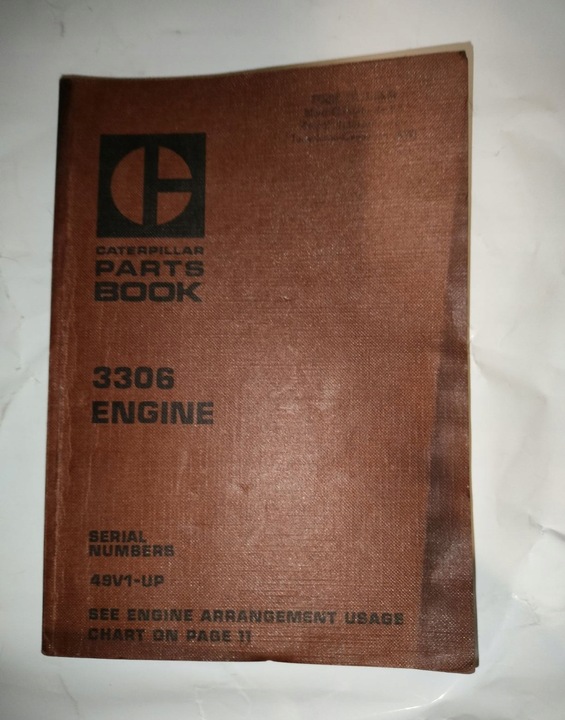 CATERPILLAR
PARTS
BOOK
3306
ENGINE
SERIAL
NUMBERS
49V1-UP
SEE ENGINE ARRANGEMENT USAGE
CHART ON PAGE 11